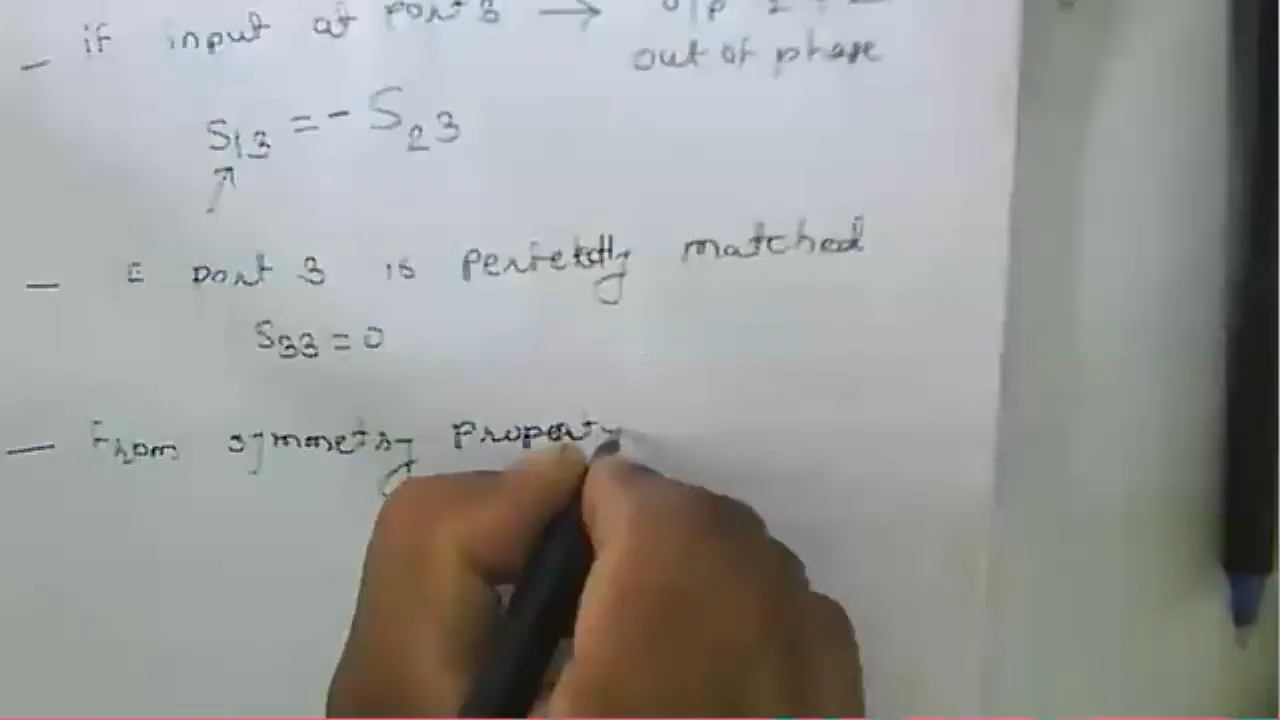 - if input at port 3 → o/p
out of phase
S13 = - S23
- E port 3 is perfectly matched
S33 = 0
- From symmetry property